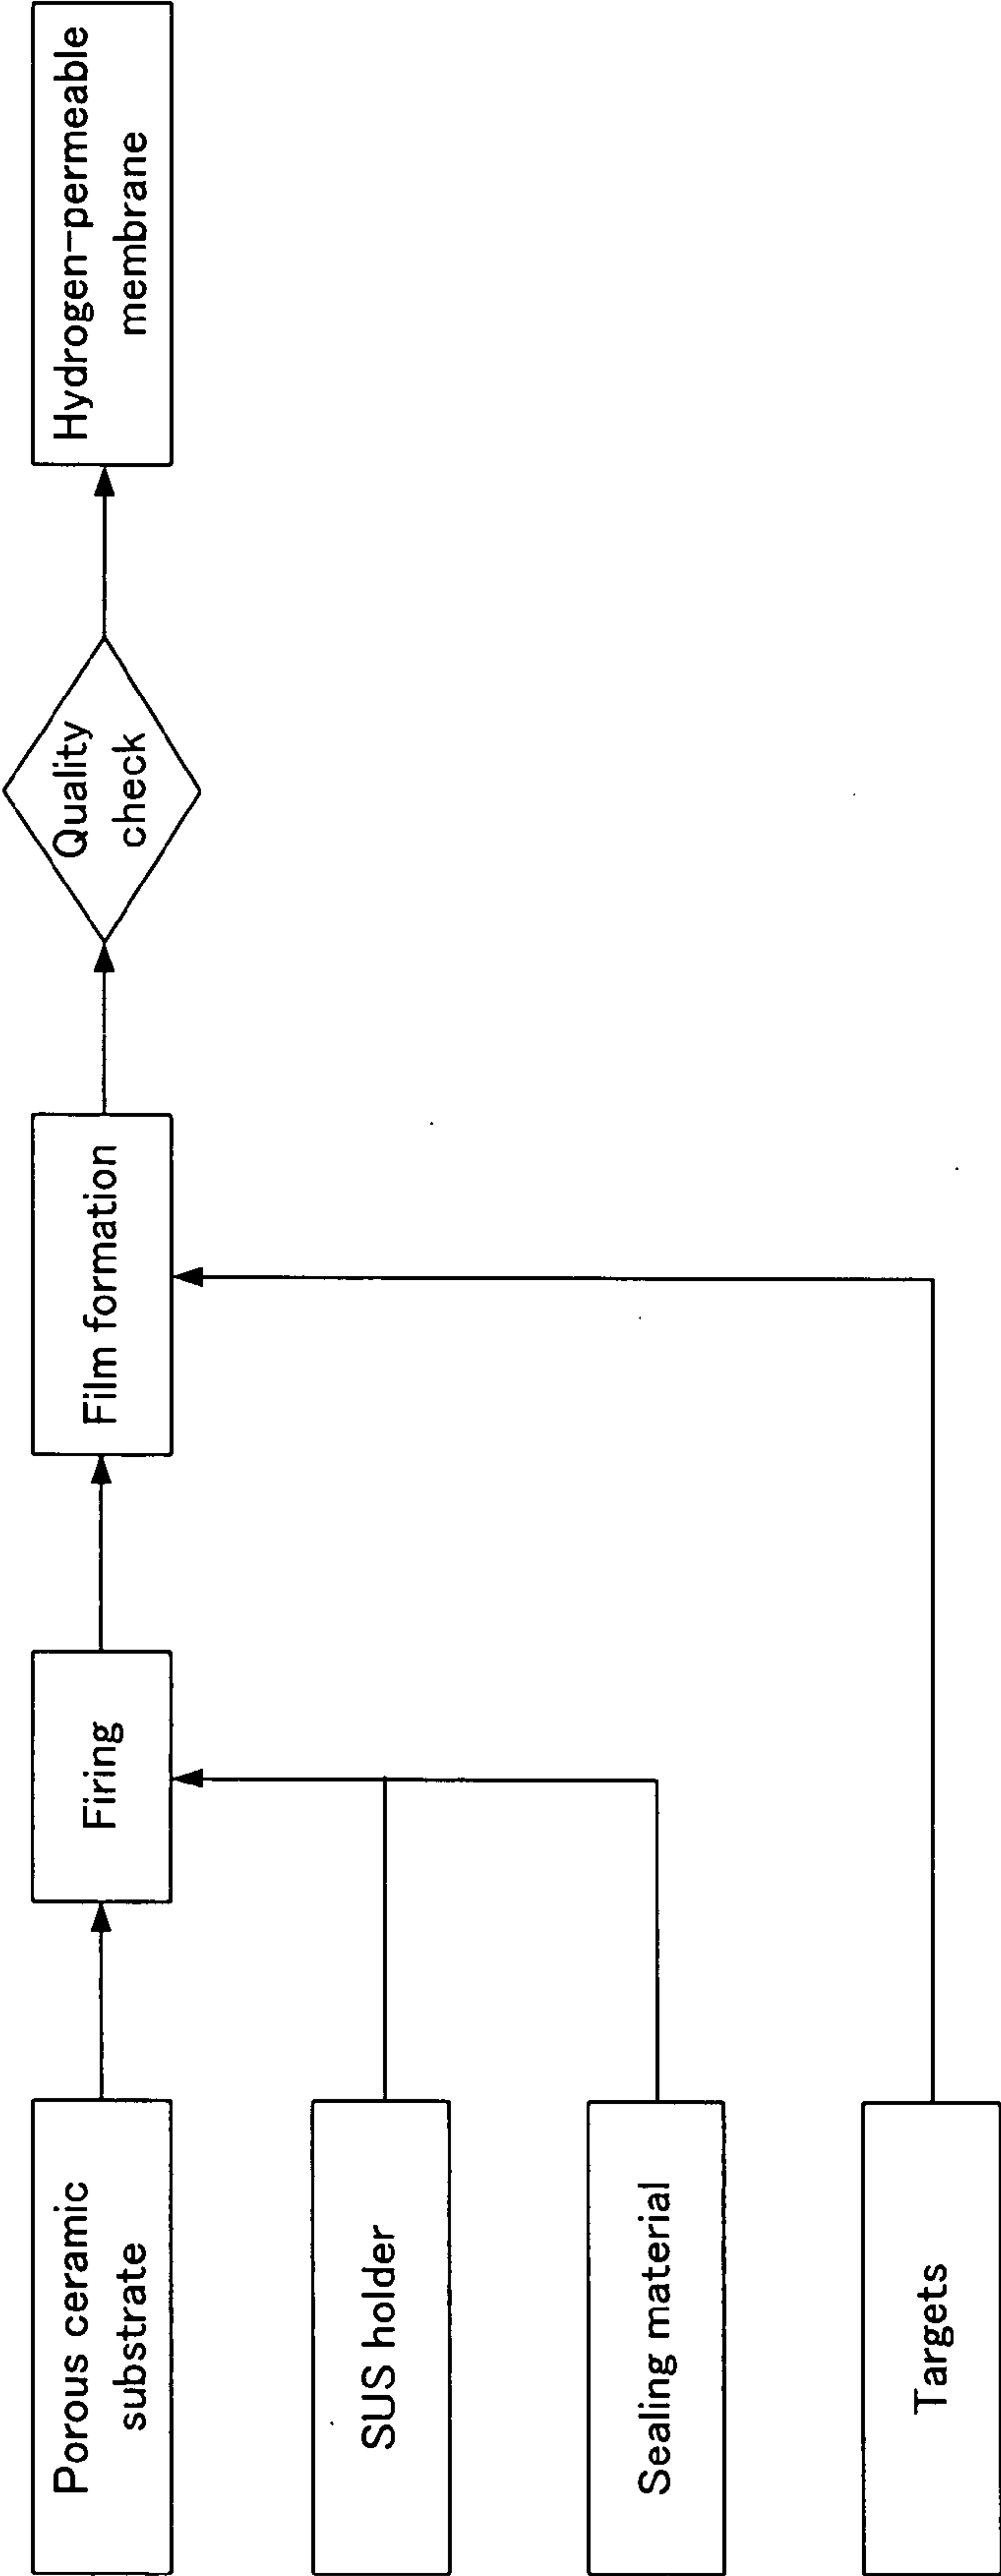 Porous ceramic
substrate
Firing
Film formation
Quality
check
Hydrogen-permeable
membrane
SUS holder
Sealing material
Targets